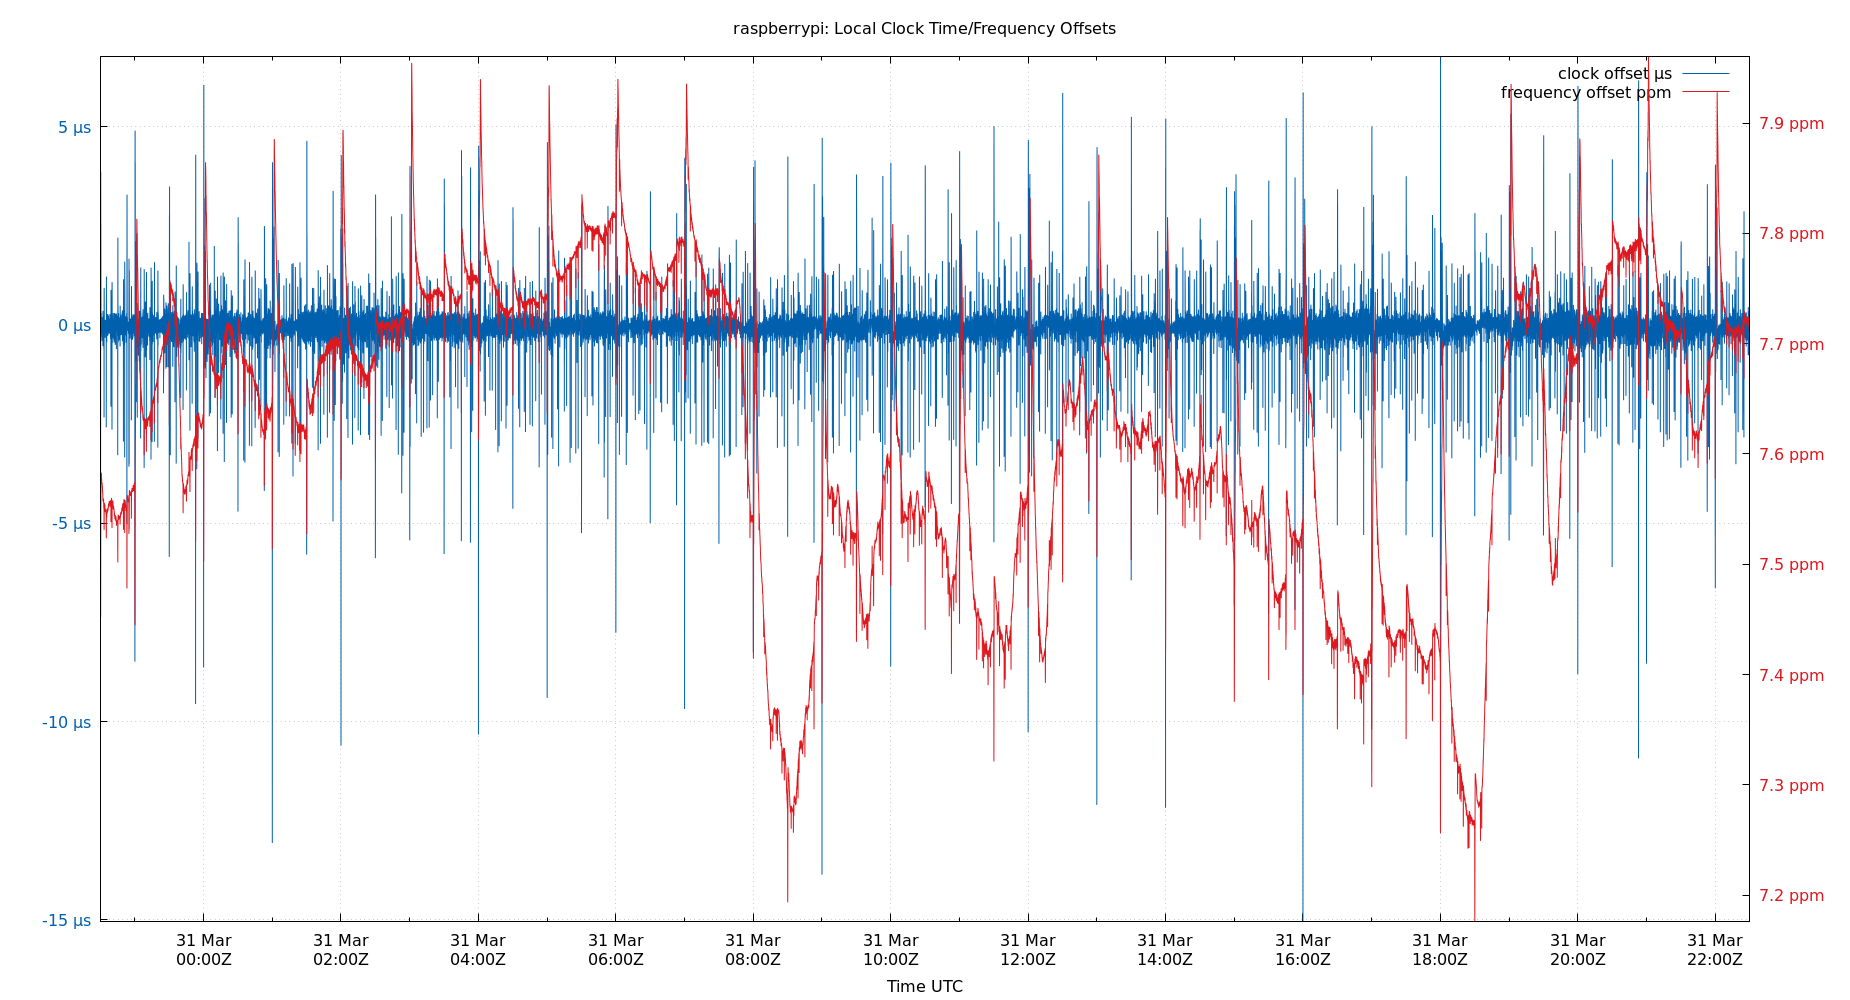 raspberrypi: Local Clock Time/Frequency Offsets
clock offset µs
frequency offset ppm
5 µs
0 µs
-5 µs
-10 µs
-15 µs
7.9 ppm
7.8 ppm
7.7 ppm
7.6 ppm
7.5 ppm
7.4 ppm
7.3 ppm
7.2 ppm
31 Mar 31 Mar 31 Mar 31 Mar 31 Mar 31 Mar 31 Mar 31 Mar 31 Mar 31 Mar 31 Mar 31 Mar
00:00Z 02:00Z 04:00Z 06:00Z 08:00Z 10:00Z 12:00Z 14:00Z 16:00Z 18:00Z 20:00Z 22:00Z
Time UTC